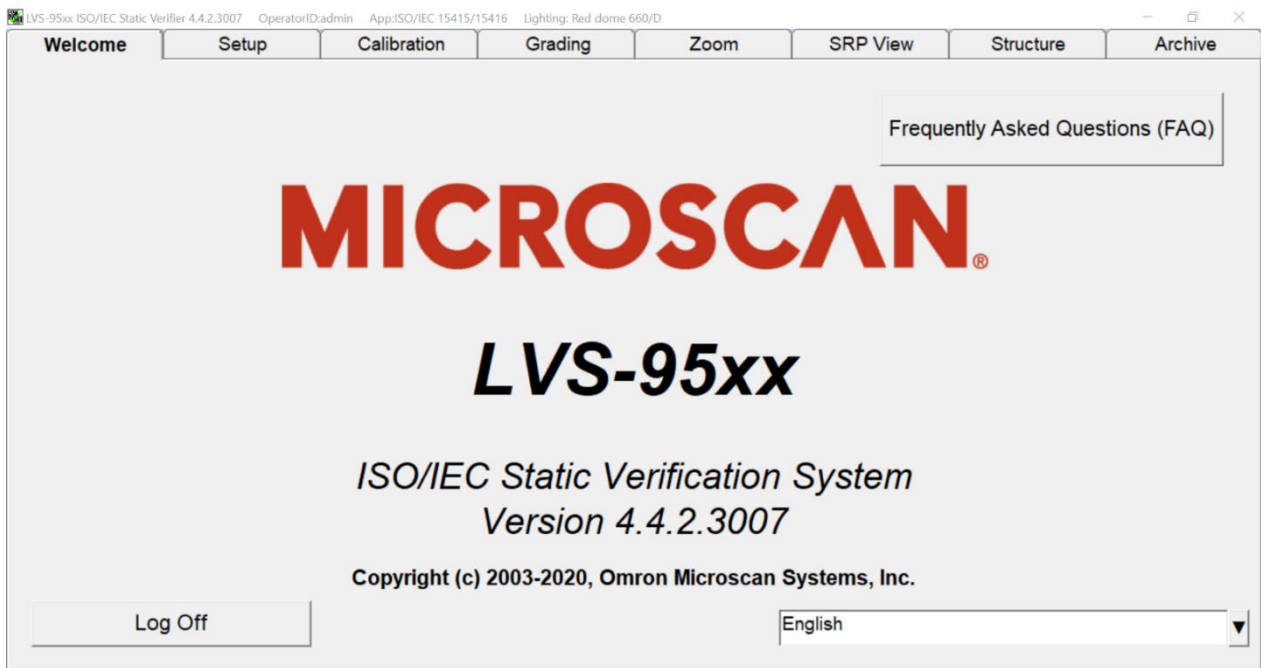 LVS-95xx ISO/IEC Static Verifier 4.4.2.3007 OperatorID:admin App:ISO/IEC 15415/15416 Lighting: Red dome 660/D
Welcome Setup Calibration Grading Zoom SRP View Structure Archive
Frequently Asked Questions (FAQ)
MICROSCAN®
LVS-95xx
ISO/IEC Static Verification System
Version 4.4.2.3007
Copyright (c) 2003-2020, Omron Microscan Systems, Inc.
Log Off English